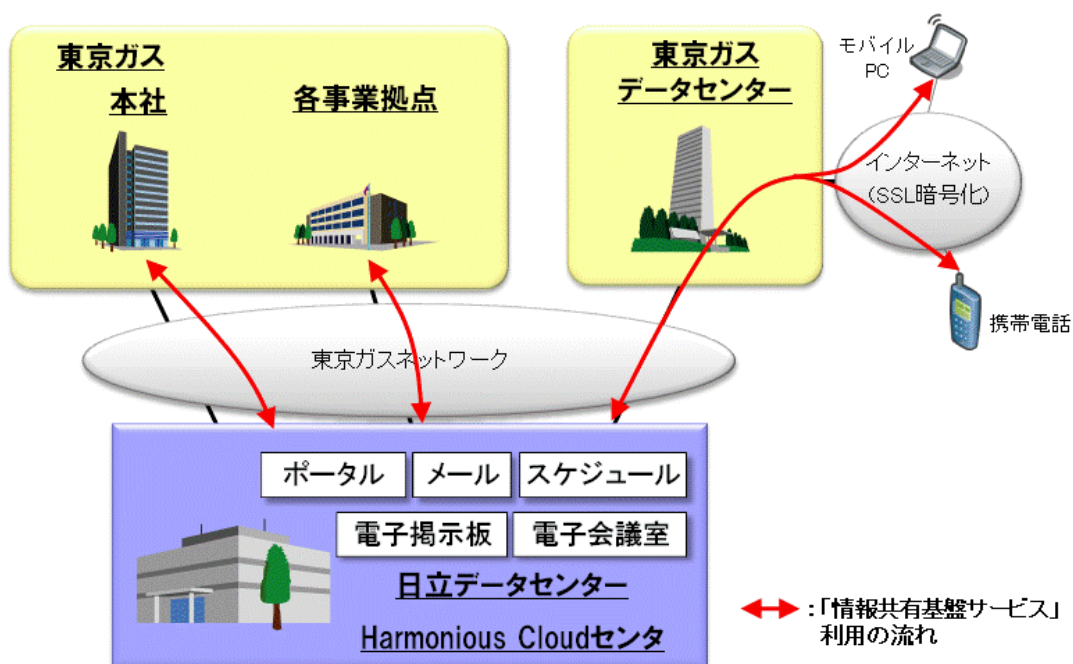 東京ガス
本社
各事業拠点
東京ガス
データセンター
モバイル
PC
インターネット
(SSL暗号化)
携帯電話
東京ガスネットワーク
ポータル
メール
スケジュール
電子掲示板
電子会議室
日立データセンター
Harmonious Cloudセンタ
:「情報共有基盤サービス」
利用の流れ